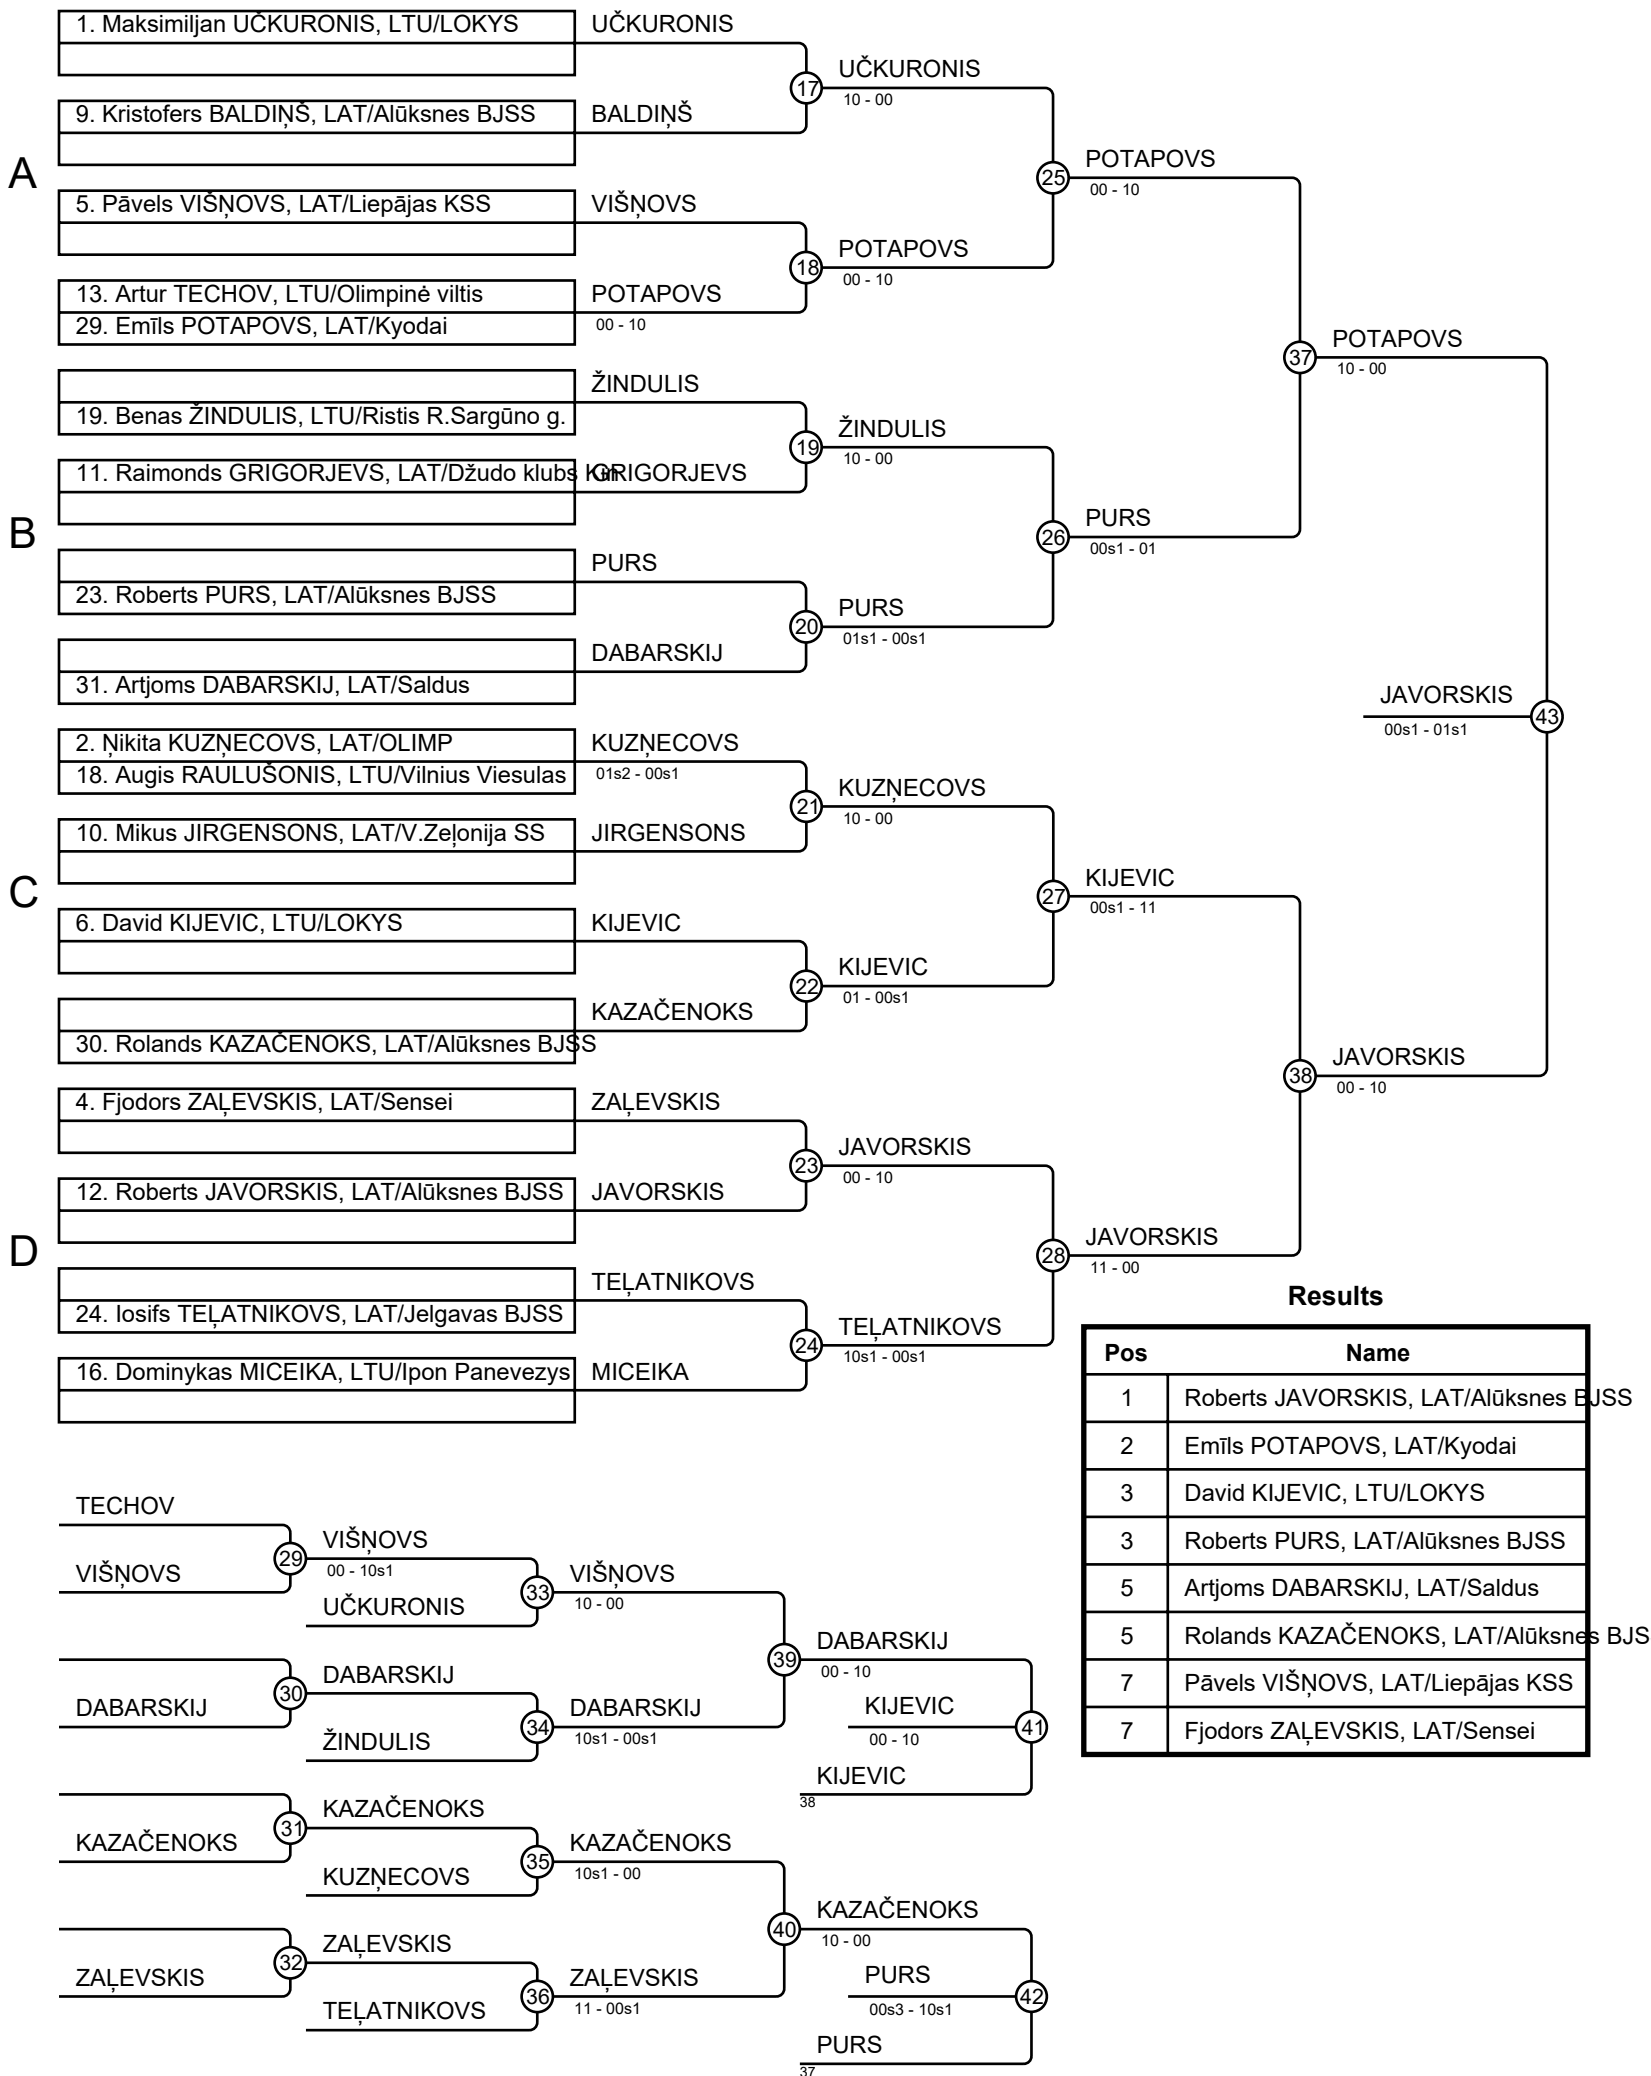 1. Maksimiljan UČKURONIS, LTU/LOKYS
UČKURONIS
17
UČKURONIS
10 - 00
9. Kristofers BALDIŅŠ, LAT/Alūksnes BJSS
BALDIŅŠ
A
25
POTAPOVS
00 - 10
5. Pāvels VIŠŅOVS, LAT/Liepājas KSS
VIŠŅOVS
18
POTAPOVS
00 - 10
13. Artur TECHOV, LTU/Olimpinė viltis
29. Emīls POTAPOVS, LAT/Kyodai
POTAPOVS
00 - 10
37
POTAPOVS
10 - 00
ŽINDULIS
19. Benas ŽINDULIS, LTU/Ristis R.Sargūno g.
19
ŽINDULIS
10 - 00
11. Raimonds GRIGORJEVS, LAT/Džudo klubs
GRIGORJEVS
B
26
PURS
00s1 - 01
PURS
23. Roberts PURS, LAT/Alūksnes BJSS
20
PURS
01s1 - 00s1
DABARSKIJ
31. Artjoms DABARSKIJ, LAT/Saldus
JAVORSKIS
00s1 - 01s1
43
2. Ņikita KUZŅECOVS, LAT/OLIMP
18. Augis RAULUŠONIS, LTU/Vilnius Viesulas
KUZŅECOVS
01s2 - 00s1
21
KUZŅECOVS
10 - 00
10. Mikus JIRGENSONS, LAT/V.Zeļonija SS
JIRGENSONS
C
27
KIJEVIC
00s1 - 11
6. David KIJEVIC, LTU/LOKYS
KIJEVIC
22
KIJEVIC
01 - 00s1
KAZAČENOKS
30. Rolands KAZAČENOKS, LAT/Alūksnes BJSS
38
JAVORSKIS
00 - 10
4. Fjodors ZAĻEVSKIS, LAT/Sensei
ZAĻEVSKIS
23
JAVORSKIS
00 - 10
12. Roberts JAVORSKIS, LAT/Alūksnes BJSS
JAVORSKIS
D
28
JAVORSKIS
11 - 00
TEĻATNIKOVS
24. Iosifs TEĻATNIKOVS, LAT/Jelgavas BJSS
24
TEĻATNIKOVS
10s1 - 00s1
16. Dominykas MICEIKA, LTU/Ipon Panevezys
MICEIKA
Results
Pos Name
1 Roberts JAVORSKIS, LAT/Alūksnes BJSS
2 Emīls POTAPOVS, LAT/Kyodai
3 David KIJEVIC, LTU/LOKYS
3 Roberts PURS, LAT/Alūksnes BJSS
5 Artjoms DABARSKIJ, LAT/Saldus
5 Rolands KAZAČENOKS, LAT/Alūksnes BJS
7 Pāvels VIŠŅOVS, LAT/Liepājas KSS
7 Fjodors ZAĻEVSKIS, LAT/Sensei
TECHOV
VIŠŅOVS
29
VIŠŅOVS
00 - 10s1
UČKURONIS
33
VIŠŅOVS
10 - 00
39
DABARSKIJ
00 - 10
DABARSKIJ
30
DABARSKIJ
ŽINDULIS
34
DABARSKIJ
10s1 - 00s1
KIJEVIC
00 - 10
41
KIJEVIC
38
KAZAČENOKS
31
KAZAČENOKS
KUZŅECOVS
35
KAZAČENOKS
10s1 - 00
40
KAZAČENOKS
10 - 00
ZAĻEVSKIS
32
ZAĻEVSKIS
TEĻATNIKOVS
36
ZAĻEVSKIS
11 - 00s1
PURS
00s3 - 10s1
42
PURS
37